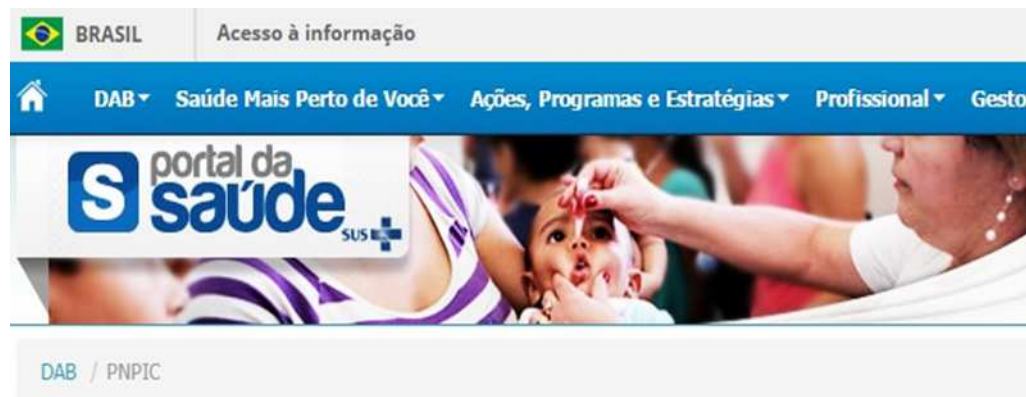 BRASIL Acesso à informação
DAB Saúde Mais Perto de Você Ações, Programas e Estratégias Profissional Gesto
S portal da
saúde
SUS
DAB / PNPIC